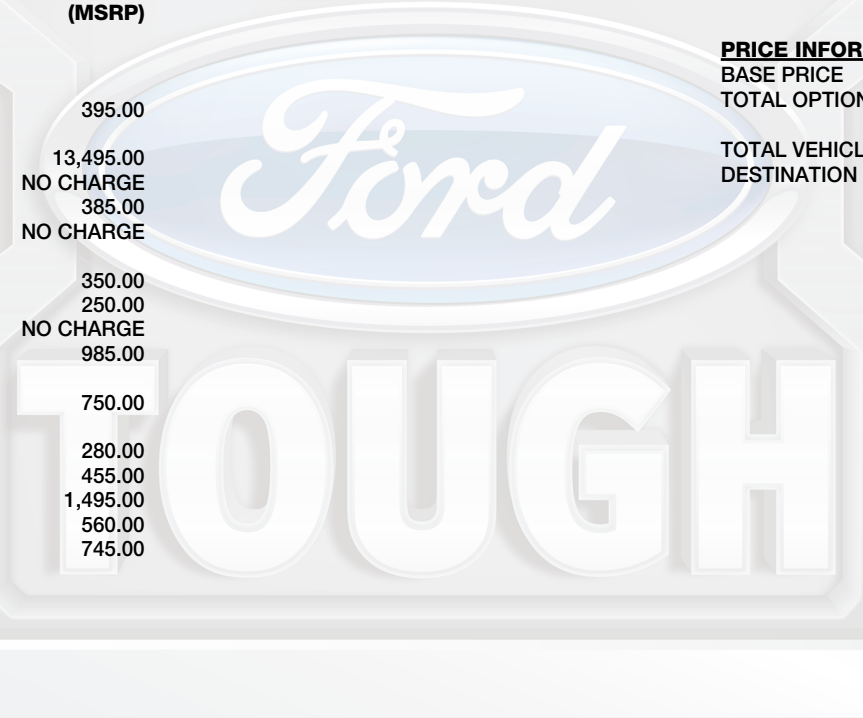 (MSRP)
395.00
13,495.00
NO CHARGE
385.00
NO CHARGE
350.00
250.00
NO CHARGE
985.00
750.00
280.00
455.00
1,495.00
560.00
745.00
PRICE INFOR
BASE PRICE
TOTAL OPTION
TOTAL VEHICL
DESTINATION
Ford
TOUGH